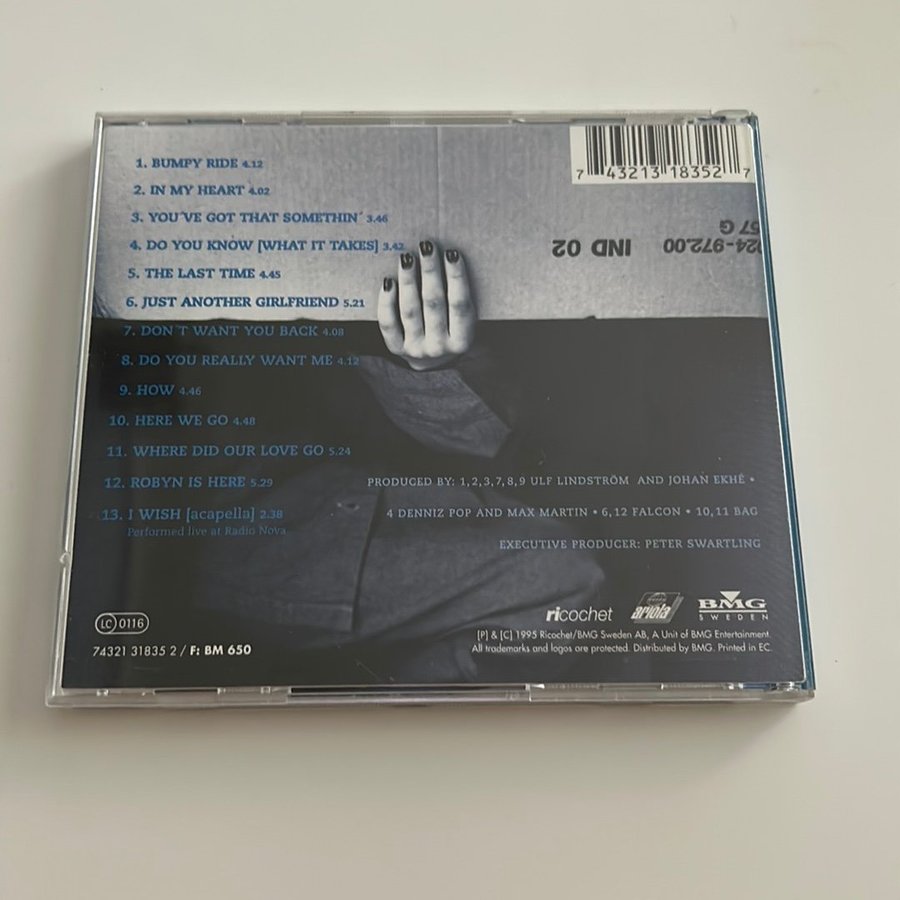 1. BUMPY RIDE 4.12
2. IN MY HEART 4.02
3. YOU'VE GOT THAT SOMETHIN' 3.46
4. DO YOU KNOW [WHAT IT TAKES] 3.42
5. THE LAST TIME 4.45
6. JUST ANOTHER GIRLFRIEND 5.21
7. DON'T WANT YOU BACK 4.08
8. DO YOU REALLY WANT ME 4.12
9. HOW 4.46
10. HERE WE GO 4.48
11. WHERE DID OUR LOVE GO 5.24
12. ROBYN IS HERE 5.29
13. I WISH [acapella] 2.38
Performed live at Radio Nova
7 43213 18352 7
57 G
024-972.00 IND 02
PRODUCED BY: 1,2,3,7,8,9 ULF LINDSTRÖM AND JOHAN EKHÉ •
4 DENNIZ POP AND MAX MARTIN • 6,12 FALCON • 10,11 BAG
EXECUTIVE PRODUCER: PETER SWARTLING
LC 0116
74321 31835 2 / F: BM 650
ricochet
ariola
BMG
SWEDEN
[P] & [C] 1995 Ricochet/BMG Sweden AB, A Unit of BMG Entertainment.
All trademarks and logos are protected. Distributed by BMG. Printed in EC.